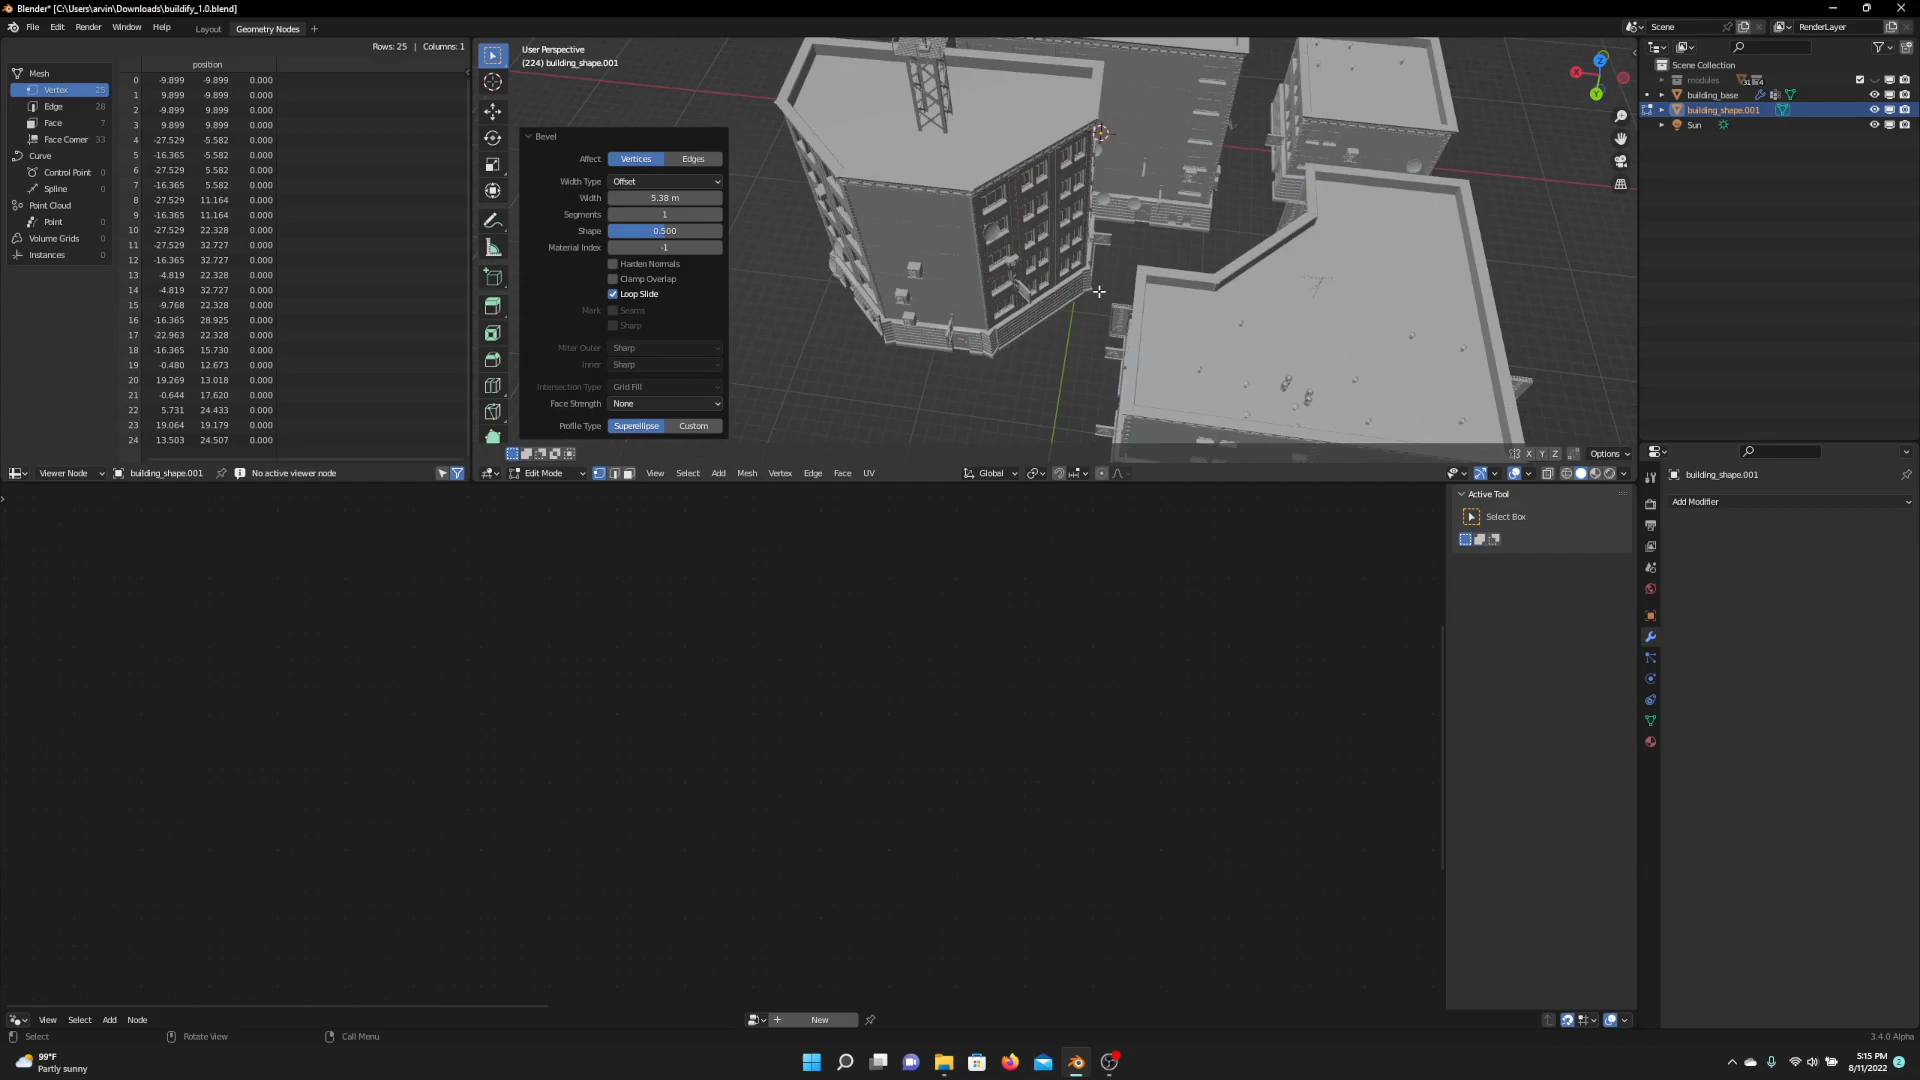 Blender* [C:\Users\arvin\Downloads\buildify_1.0.blend]
File Edit Render Window Help Layout Geometry Nodes + Scene RenderLayer
Rows: 25 | Columns: 1
position
Mesh
Vertex 25
Edge 28
Face 7
Face Corner 33
Curve
Control Point 0
Spline 0
Point Cloud
Point 0
Volume Grids 0
Instances 0
0 -9.899 -9.899 0.000
1 9.899 -9.899 0.000
2 -9.899 9.899 0.000
3 9.899 9.899 0.000
4 -27.529 -5.582 0.000
5 -16.365 -5.582 0.000
6 -27.529 5.582 0.000
7 -16.365 5.582 0.000
8 -27.529 11.164 0.000
9 -16.365 11.164 0.000
10 -27.529 22.328 0.000
11 -27.529 32.727 0.000
12 -16.365 32.727 0.000
13 -4.819 22.328 0.000
14 -4.819 32.727 0.000
15 -9.768 22.328 0.000
16 -16.365 28.925 0.000
17 -22.963 22.328 0.000
18 -16.365 15.730 0.000
19 -0.480 12.673 0.000
20 19.269 13.018 0.000
21 -0.644 17.620 0.000
22 5.731 24.433 0.000
23 19.064 19.179 0.000
24 13.503 24.507 0.000
User Perspective
(224) building_shape.001
Bevel
Affect Vertices Edges
Width Type Offset
Width 5.38 m
Segments 1
Shape 0.500
Material Index -1
Harden Normals
Clamp Overlap
Loop Slide
Mark Seams
Sharp
Miter Outer Sharp
Inner Sharp
Intersection Type Grid Fill
Face Strength None
Profile Type Superellipse Custom
X Y Z Options
Scene Collection
modules 31 4
building_base
building_shape.001
Sun
Viewer Node building_shape.001 No active viewer node
Edit Mode View Select Add Mesh Vertex Edge Face UV Global
building_shape.001
Add Modifier
Active Tool
Select Box
View Select Add Node + New
Select Rotate View Call Menu 3.4.0 Alpha
99°F
Partly sunny
5:15 PM
8/11/2022
2